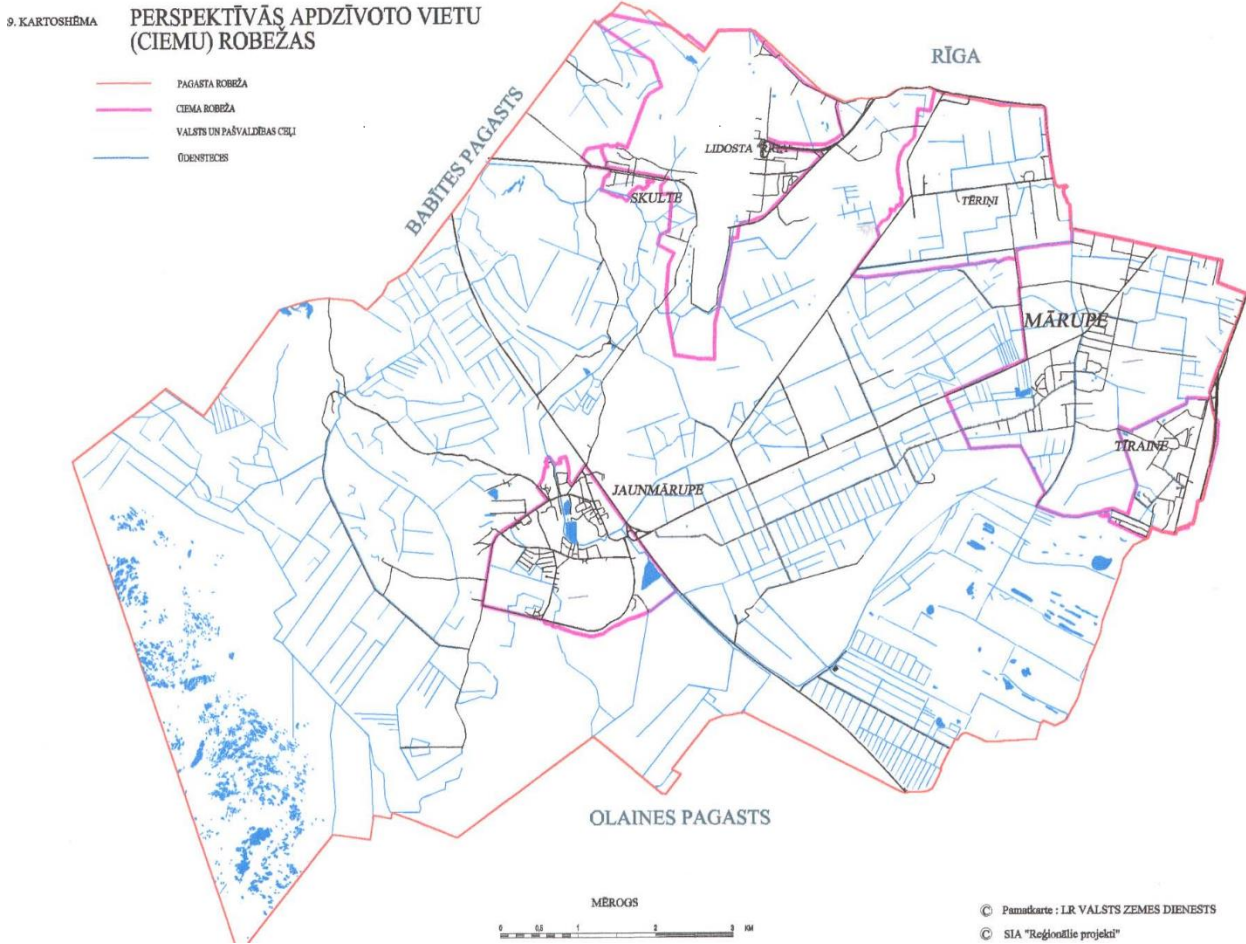 9. KARTOSHĒMA
PERSPEKTĪVĀS APDZĪVOTO VIETU
(CIEMU) ROBEŽAS
PAGASTA ROBEŽA
CIEMA ROBEŽA
VALSTS UN PAŠVALDĪBAS CEĻI
ŪDENSTECES
RĪGA
BABĪTES PAGASTS
LIDOSTA "RĪGA"
SKULTE
TĒRIŅI
MĀRUPE
TĪRAINE
JAUNMĀRUPE
OLAINES PAGASTS
MĒROGS
0 0,5 1 2 3 KM
© Pamatkarte : LR VALSTS ZEMES DIENESTS
© SIA "Reģionālie projekti"